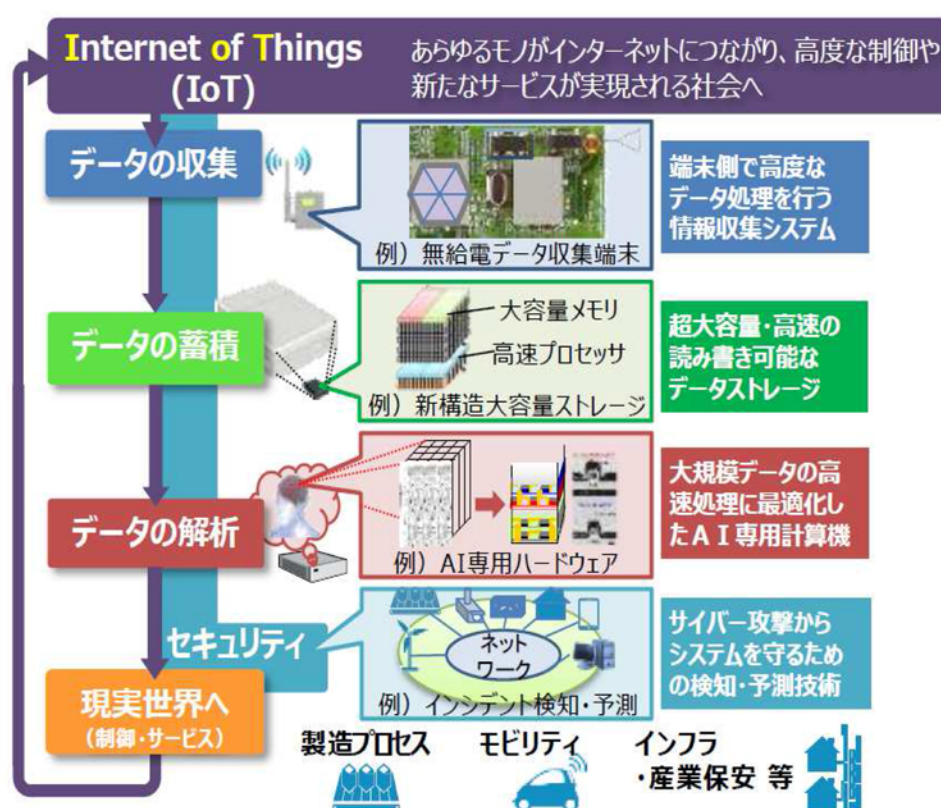 Internet of Things
(IoT)
あらゆるモノがインターネットにつながり、高度な制御や
新たなサービスが実現される社会へ
データの収集
例）無給電データ収集端末
端末側で高度な
データ処理を行う
情報収集システム
データの蓄積
大容量メモリ
高速プロセッサ
例）新構造大容量ストレージ
超大容量・高速の
読み書き可能な
データストレージ
データの解析
例）AI専用ハードウェア
大規模データの高
速処理に最適化し
たＡＩ専用計算機
セキュリティ
ネット
ワーク
例）インシデント検知・予測
サイバー攻撃から
システムを守るため
の検知・予測技術
現実世界へ
（制御・サービス）
製造プロセス
モビリティ
インフラ
・産業保安 等